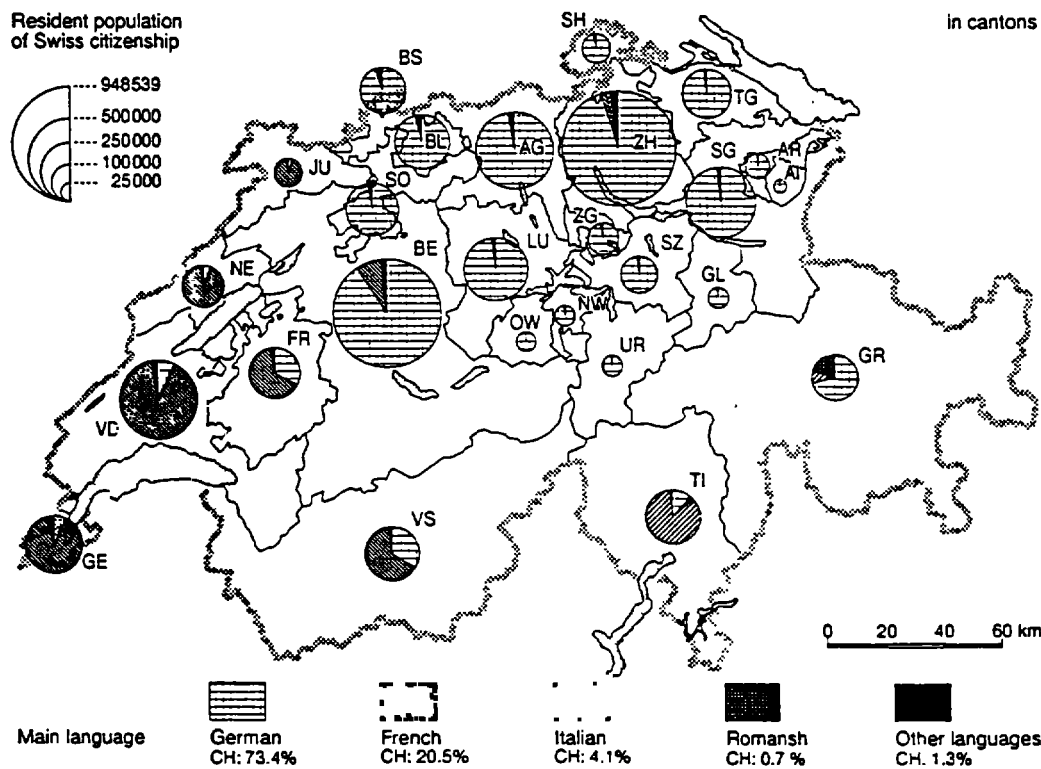 Resident population
of Swiss citizenship
in cantons
948539
500000
250000
100000
25000
SH
BS
TG
BL
AG
ZH
SG
AR
AI
JU
SO
ZG
BE
LU
SZ
NE
GL
NW
OW
FR
UR
GR
VD
TI
VS
GE
0 20 40 60 km
Main language
German
CH: 73.4%
French
CH: 20.5%
Italian
CH: 4.1%
Romansh
CH: 0.7 %
Other languages
CH. 1.3%